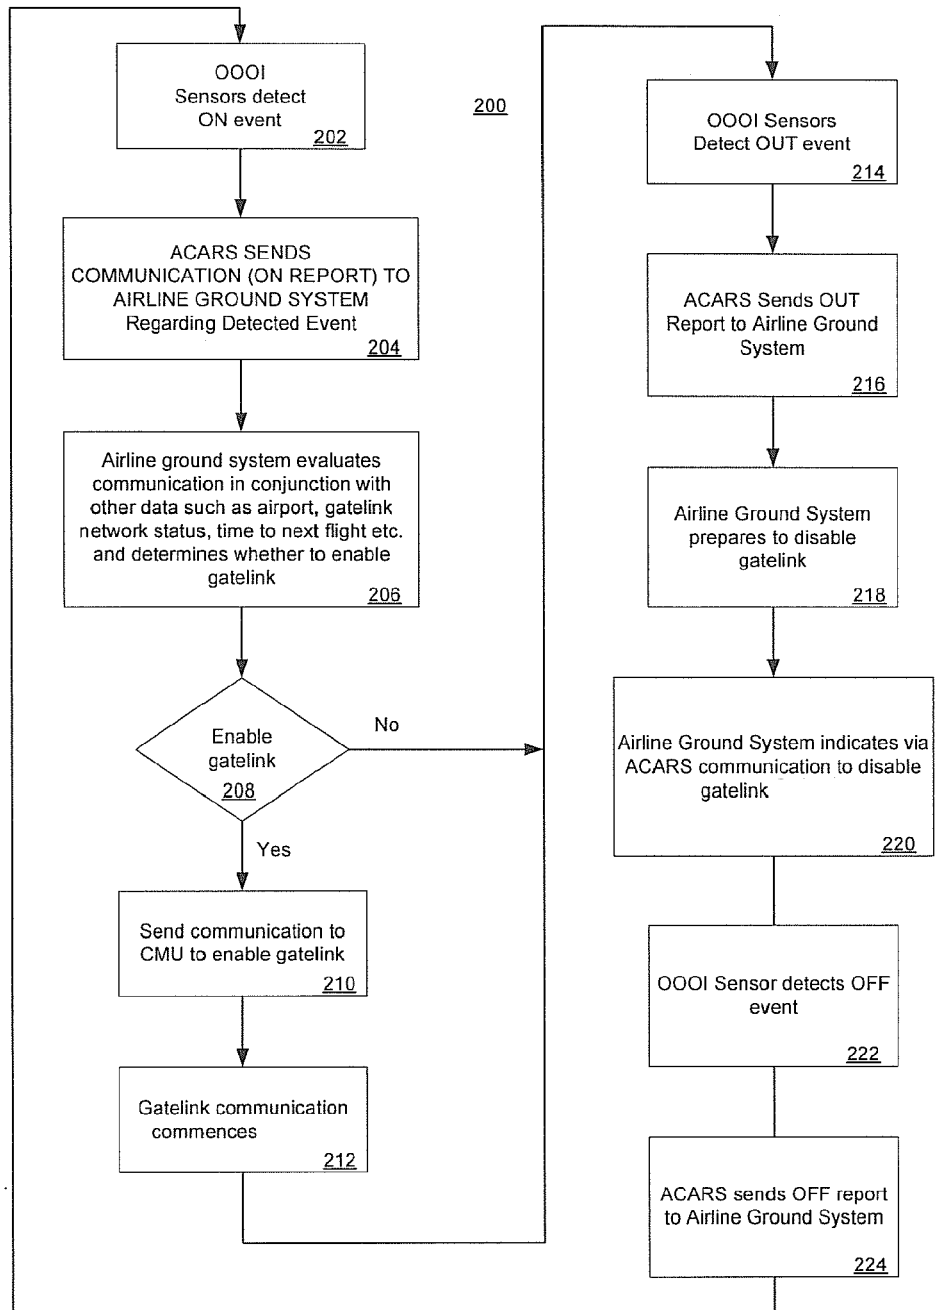 OOOI
Sensors detect
ON event
202
ACARS SENDS
COMMUNICATION (ON REPORT) TO
AIRLINE GROUND SYSTEM
Regarding Detected Event
204
Airline ground system evaluates
communication in conjunction with
other data such as airport, gatelink
network status, time to next flight etc.
and determines whether to enable
gatelink
206
Enable
gatelink
208
No
Yes
Send communication to
CMU to enable gatelink
210
Gatelink communication
commences
212
200
OOOI Sensors
Detect OUT event
214
ACARS Sends OUT
Report to Airline Ground
System
216
Airline Ground System
prepares to disable
gatelink
218
Airline Ground System indicates via
ACARS communication to disable
gatelink
220
OOOI Sensor detects OFF
event
222
ACARS sends OFF report
to Airline Ground System
224